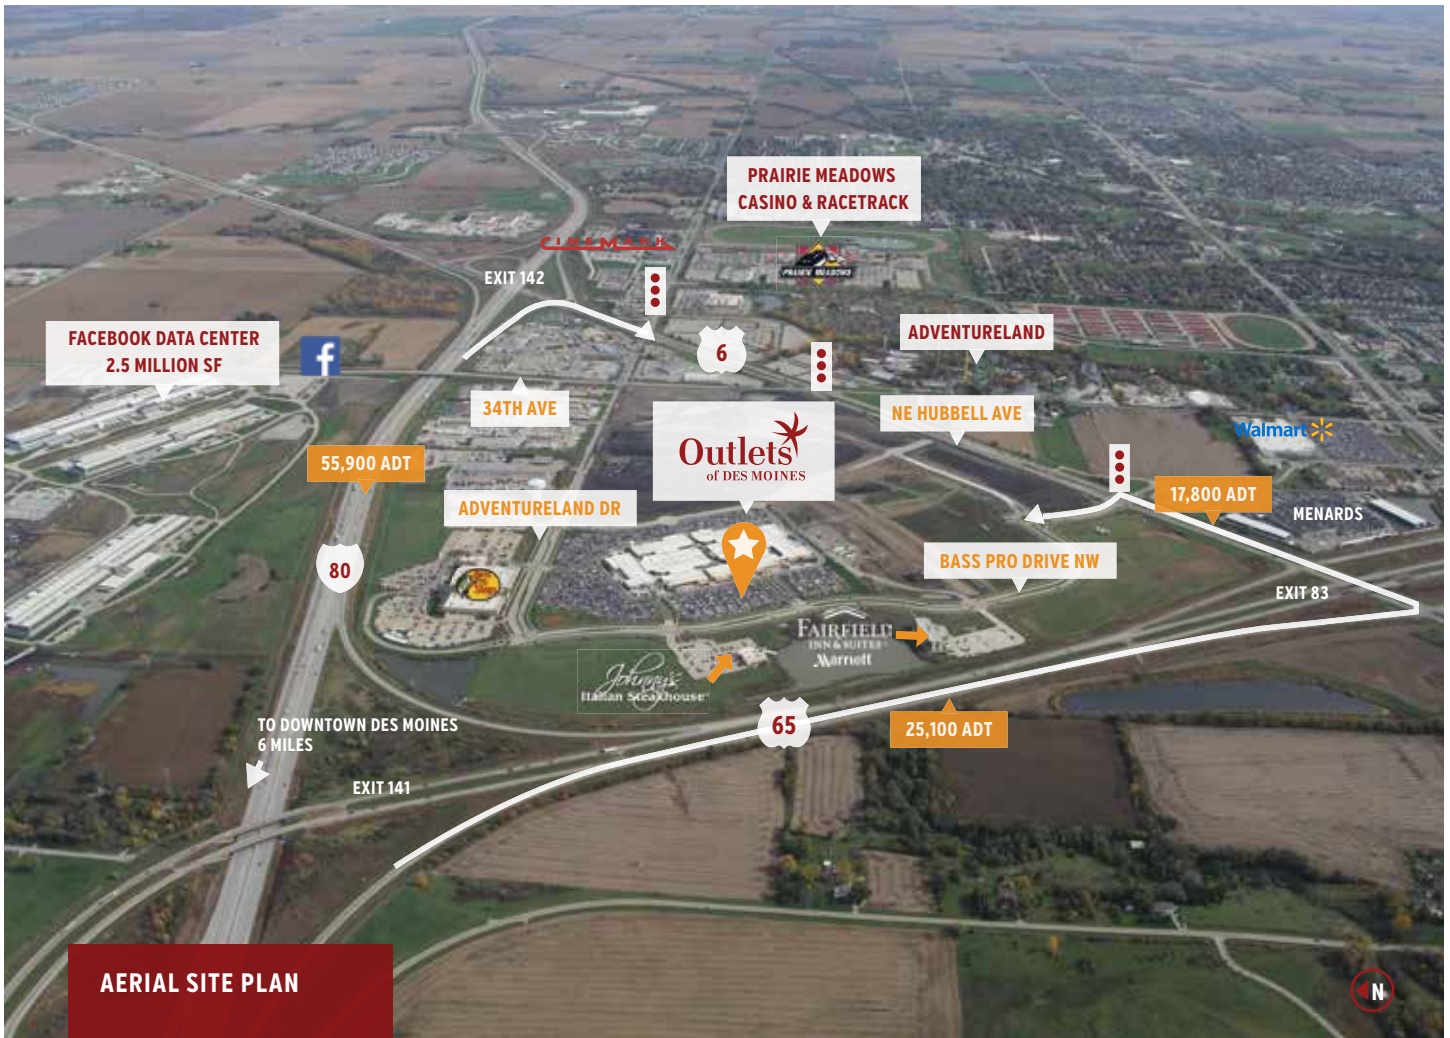 PRAIRIE MEADOWS
CASINO & RACETRACK
CINEMARK
PRAIRIE MEADOWS
EXIT 142
FACEBOOK DATA CENTER
2.5 MILLION SF
f
6
ADVENTURELAND
34TH AVE
NE HUBBELL AVE
Walmart
Outlets
of DES MOINES
55,900 ADT
17,800 ADT
ADVENTURELAND DR
MENARDS
80
BASS PRO DRIVE NW
EXIT 83
FAIRFIELD
INN & SUITES
Marriott
Johnny's
Italian Steakhouse
65
25,100 ADT
TO DOWNTOWN DES MOINES
6 MILES
EXIT 141
AERIAL SITE PLAN
N